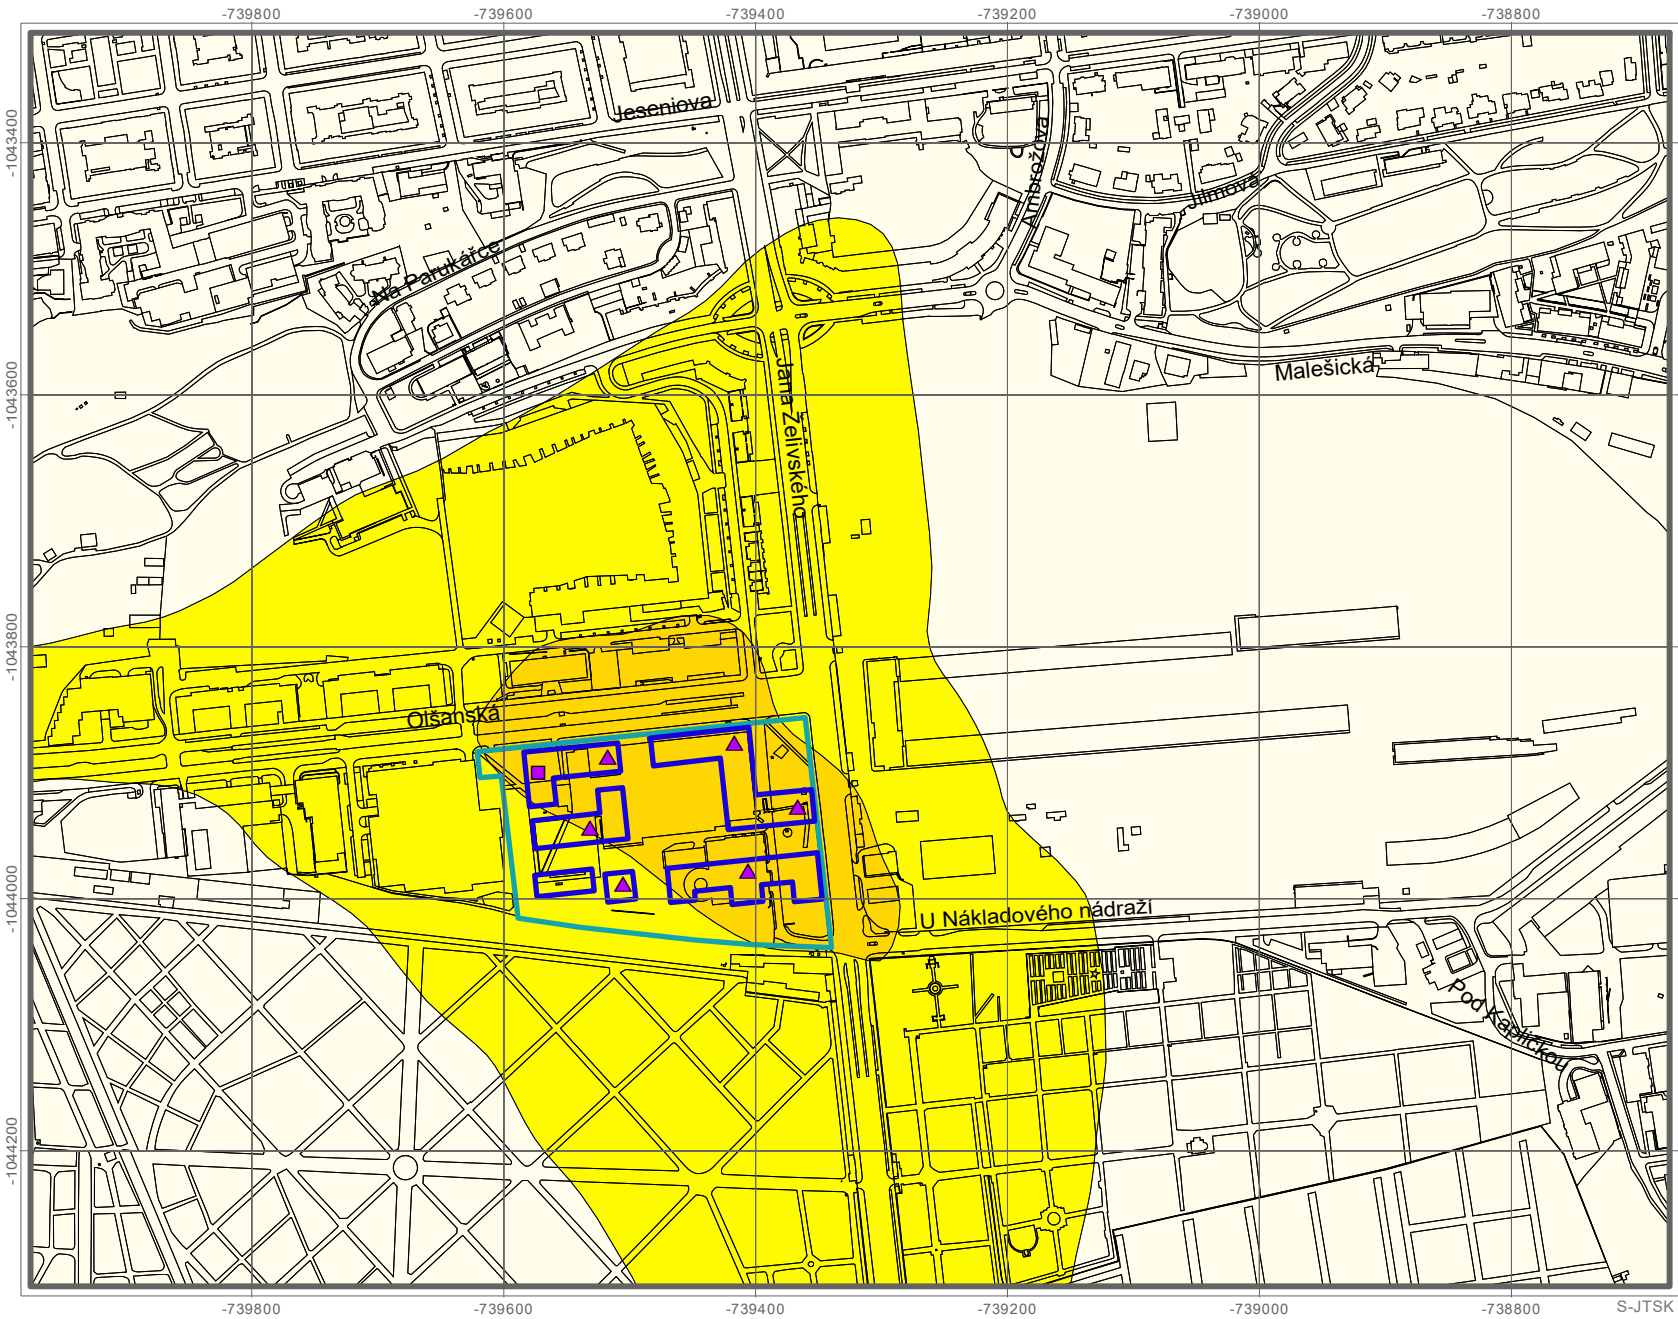 -739800 -739600 -739400 -739200 -739000 -738800
Jeseniova
-1043400
Ambrožova
Jilmová
Na Parukářce
Jana Želivského
Malešická
-1043600
-1043800
Olšanská
U Nákladového nádraží
-1044000
Pod Kapličkou
-1044200
-739800 -739600 -739400 -739200 -739000 -738800
S-JTSK